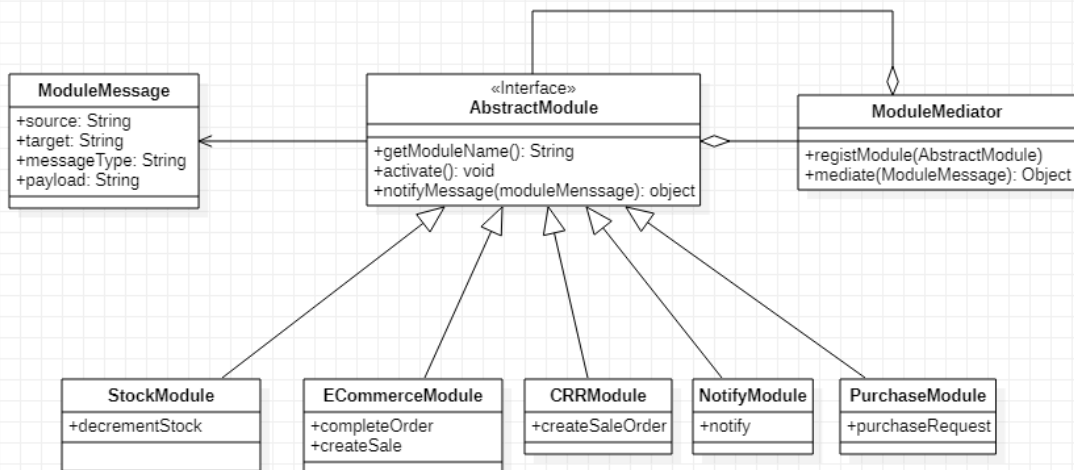 ModuleMessage
+source: String
+target: String
+messageType: String
+payload: String
«Interface»
AbstractModule
+getModuleName(): String
+activate(): void
+notifyMessage(moduleMenssage): object
ModuleMediator
+registModule(AbstractModule)
+mediate(ModuleMessage): Object
StockModule
+decrementStock
ECommerceModule
+completeOrder
+createSale
CRRModule
+createSaleOrder
NotifyModule
+notify
PurchaseModule
+purchaseRequest